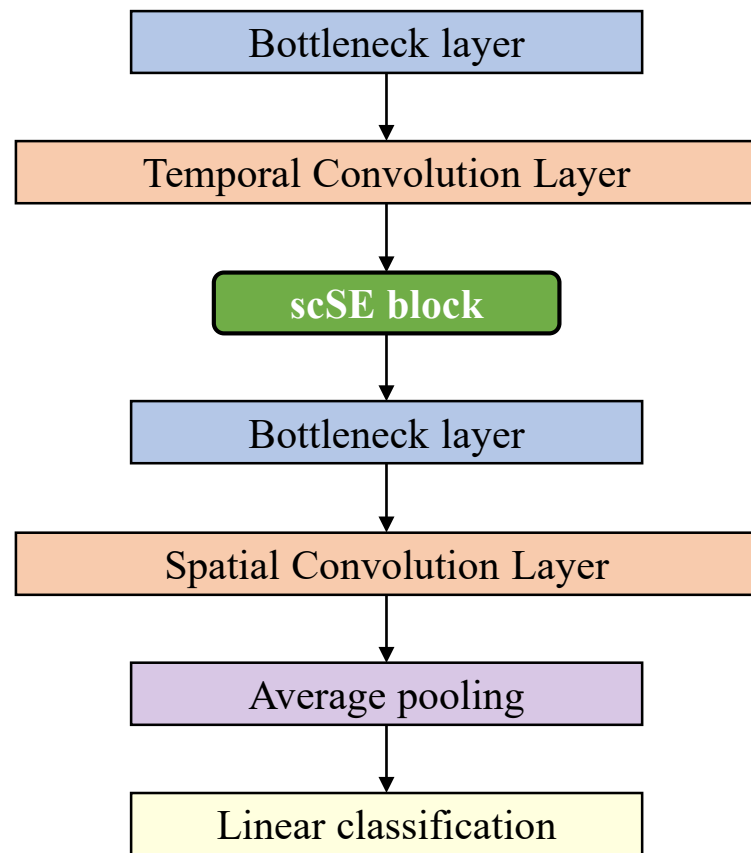 Bottleneck layer
Temporal Convolution Layer
scSE block
Bottleneck layer
Spatial Convolution Layer
Average pooling
Linear classification